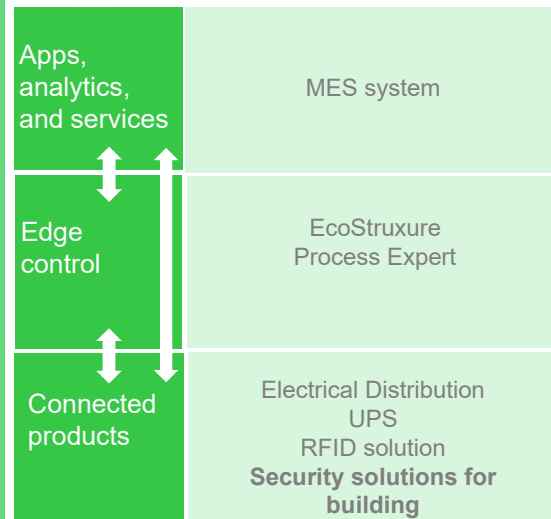 Apps,
analytics,
and services
MES system
Edge
control
EcoStruxure
Process Expert
Connected
products
Electrical Distribution
UPS
RFID solution
Security solutions for
building